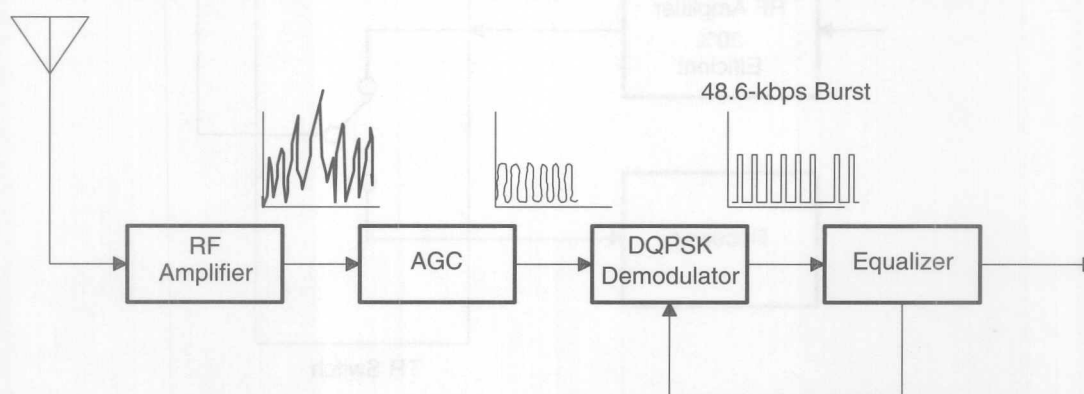 48.6-kbps Burst
RF
Amplifier
AGC
DQPSK
Demodulator
Equalizer